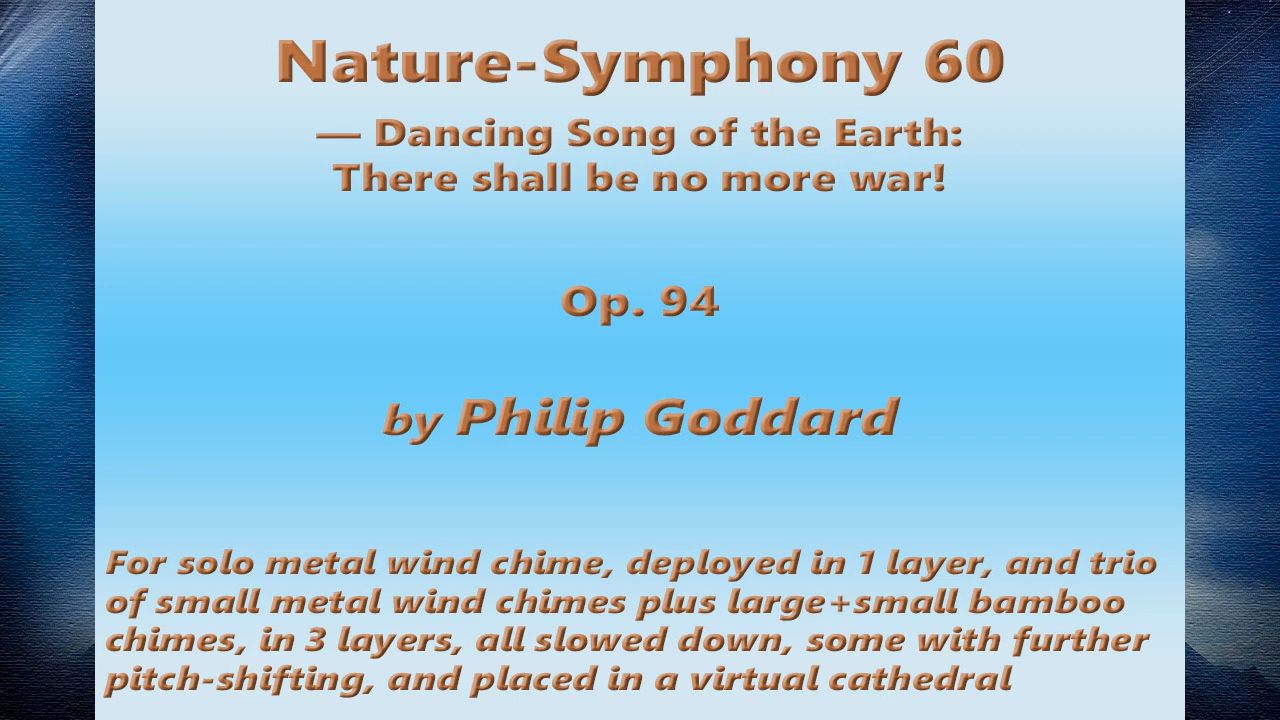 Nature-Symphony 60
— Dancing Song of the Earth:
There shall be no more war!
Op. 94
by Philip Goddard
For solo metal wind chime, deployed in 1 layer, and trio
of small metal wind chimes plus large+small bamboo
chimes, in 3 layers, all slowed down, some with further
pitch-shifting, and placed in a virtual cathedral